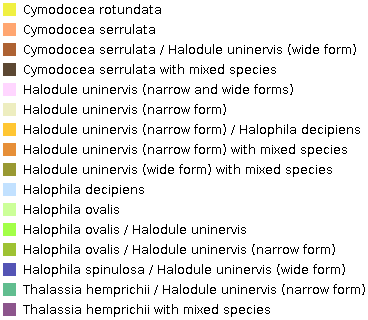 Cymodocea rotundata
Cymodocea serrulata
Cymodocea serrulata / Halodule uninervis (wide form)
Cymodocea serrulata with mixed species
Halodule uninervis (narrow and wide forms)
Halodule uninervis (narrow form)
Halodule uninervis (narrow form) / Halophila decipiens
Halodule uninervis (narrow form) with mixed species
Halodule uninervis (wide form) with mixed species
Halophila decipiens
Halophila ovalis
Halophila ovalis / Halodule uninervis
Halophila ovalis / Halodule uninervis (narrow form)
Halophila spinulosa / Halodule uninervis (wide form)
Thalassia hemprichii / Halodule uninervis (narrow form)
Thalassia hemprichii with mixed species